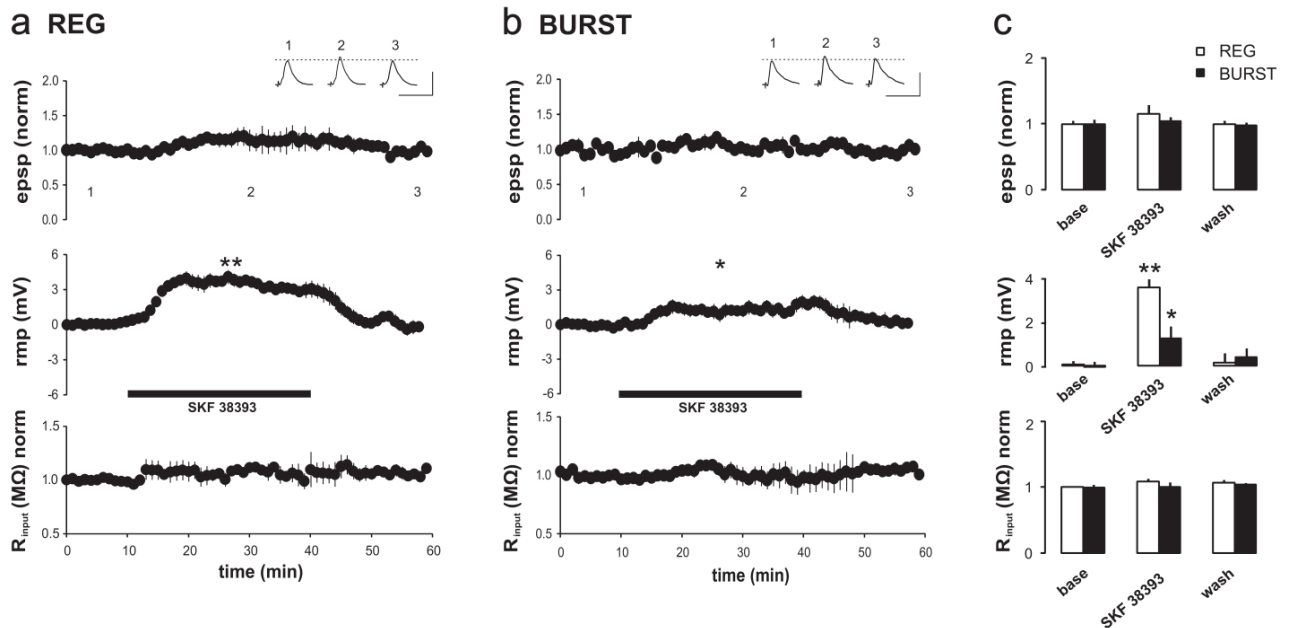 a REG
1 2 3
epsp (norm)
2.0
1.5
1.0
0.5
0.0
1 2 3
rmp (mV)
6
3
0
-3
-6
**
SKF 38393
R input (MΩ) norm
1.5
1.0
0.5
0 10 20 30 40 50 60
time (min)
b BURST
1 2 3
epsp (norm)
2.0
1.5
1.0
0.5
0.0
1 2 3
rmp (mV)
6
3
0
-3
-6
*
SKF 38393
R input (MΩ) norm
1.5
1.0
0.5
0 10 20 30 40 50 60
time (min)
c
REG
BURST
epsp (norm)
2
1
0
base SKF 38393 wash
rmp (mV)
4
2
0
**
*
base SKF 38393 wash
R input (MΩ) norm
2
1
0
base SKF 38393 wash